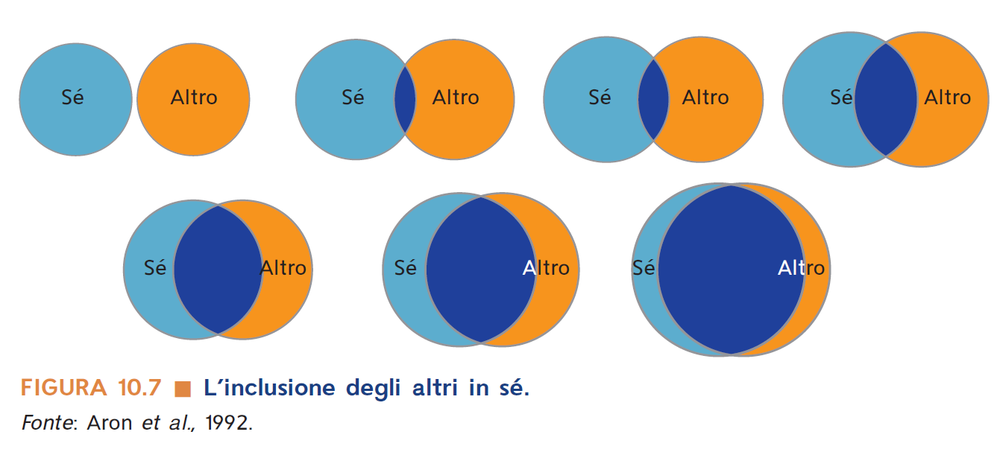 Sé Altro Sé Altro Sé Altro Sé Altro
Sé Altro Sé Altro Sé Altro
FIGURA 10.7 ■ L'inclusione degli altri in sé.
Fonte: Aron et al., 1992.